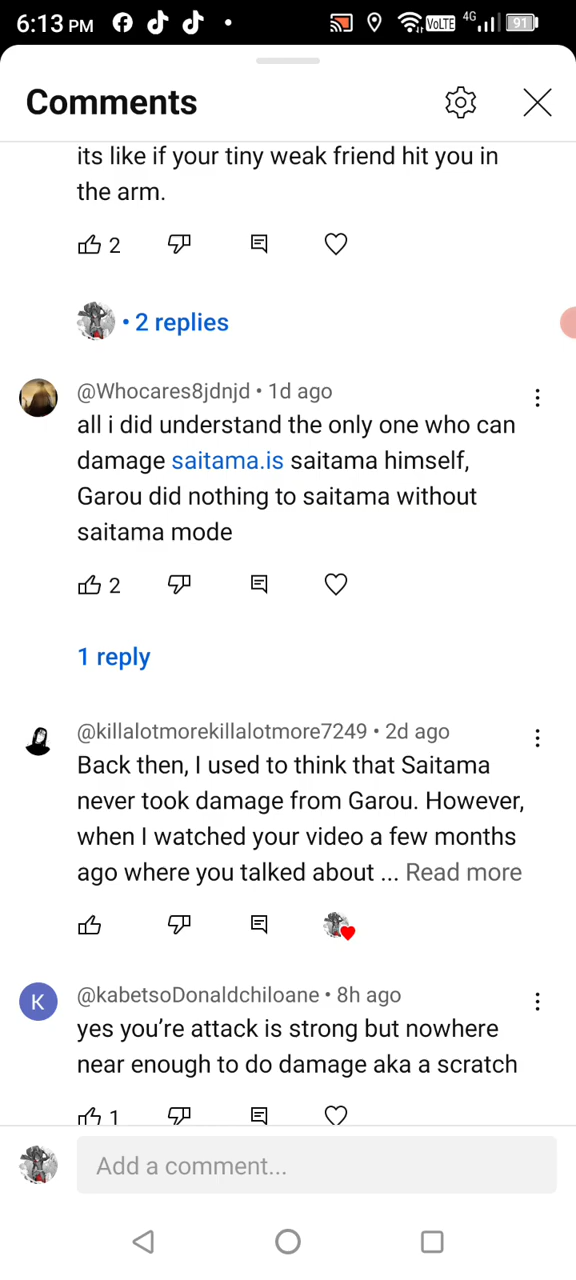 6:13 PM
VoLTE 4G 91
Comments
its like if your tiny weak friend hit you in
the arm.
2
• 2 replies
@Whocares8jdnjd • 1d ago
all i did understand the only one who can
damage saitama.is saitama himself,
Garou did nothing to saitama without
saitama mode
2
1 reply
@killalotmorekillalotmore7249 • 2d ago
Back then, I used to think that Saitama
never took damage from Garou. However,
when I watched your video a few months
ago where you talked about ... Read more
K
@kabetsoDonaldchiloane • 8h ago
yes you’re attack is strong but nowhere
near enough to do damage aka a scratch
1
Add a comment...